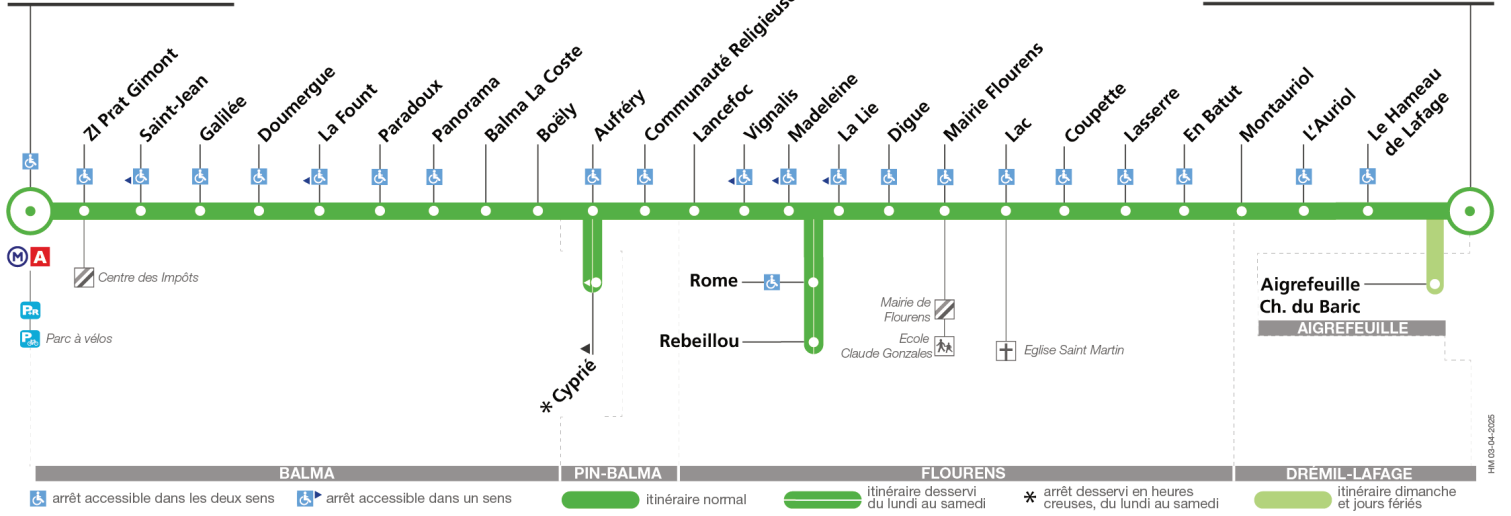 ZI Prat Gimont
Saint-Jean
Galilée
Doumergue
La Fount
Paradoux
Panorama
Balma La Coste
Boëly
Aufréry
Communauté Religieuse
Lancefoc
Vignalis
Madeleine
La Lie
Digue
Mairie Flourens
Lac
Coupette
Lasserre
En Batut
Montauriol
L'Auriol
Le Hameau
de Lafage
M A
Centre des Impôts
P+R
Parc à vélos
* Cyprié
Rome
Rebeillou
Mairie de
Flourens
Ecole
Claude Gonzales
Eglise Saint Martin
Aigrefeuille
Ch. du Baric
AIGREFEUILLE
HM 03-04-2025
BALMA
PIN-BALMA
FLOURENS
DRÉMIL-LAFAGE
arrêt accessible dans les deux sens
arrêt accessible dans un sens
itinéraire normal
itinéraire desservi
du lundi au samedi
* arrêt desservi en heures
creuses, du lundi au samedi
itinéraire dimanche
et jours fériés